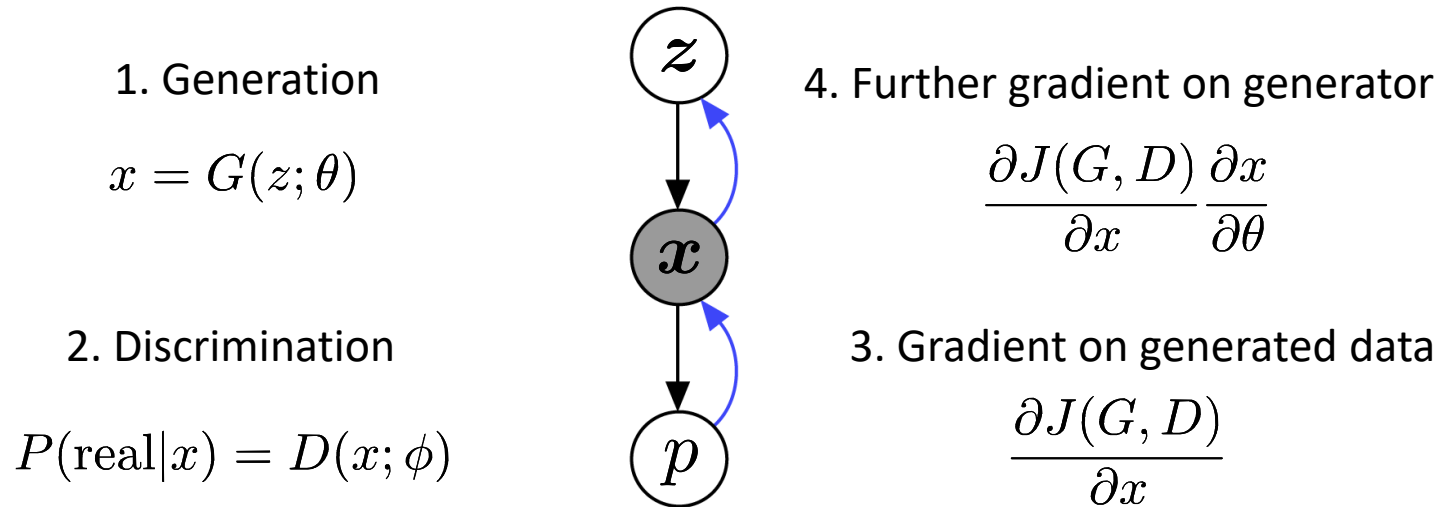 1. Generation
x = G(z; θ)
2. Discrimination
P(real|x) = D(x; ϕ)
z
x
p
4. Further gradient on generator
∂J(G, D) ∂x
∂x ∂θ
3. Gradient on generated data
∂J(G, D)
∂x